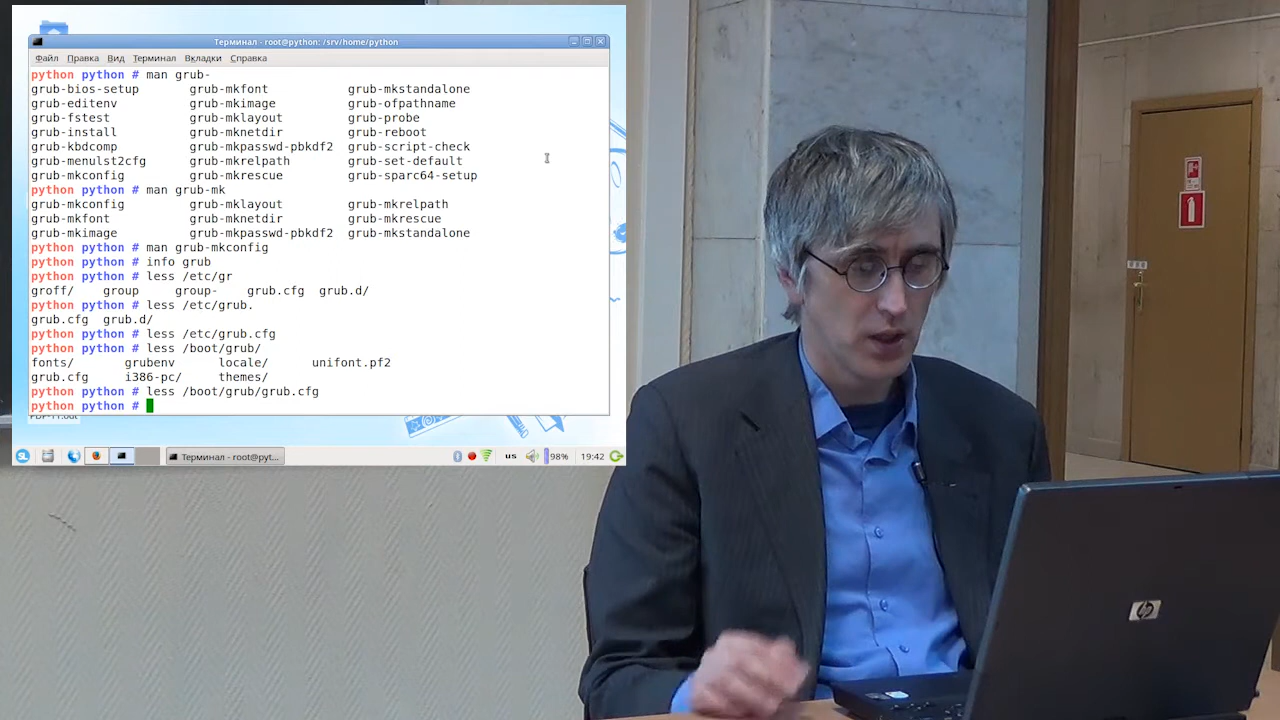 Терминал - root@python: /srv/home/python
Файл Правка Вид Терминал Справка
python python # man grub-
grub-bios-setup grub-mkfont grub-mkstandalone
grub-editenv grub-mkimage grub-ofpathname
grub-fstest grub-mklayout grub-probe
grub-install grub-mknetdir grub-reboot
grub-kbdcomp grub-mkpasswd-pbkdf2 grub-script-check
grub-menulst2cfg grub-mkrelpath grub-set-default
grub-mkconfig grub-mkrescue grub-sparc64-setup
python python # man grub-mk
grub-mkconfig grub-mklayout grub-mkrelpath
grub-mkfont grub-mknetdir grub-mkrescue
grub-mkimage grub-mkpasswd-pbkdf2 grub-mkstandalone
python python # man grub-mkconfig
python python # info grub
python python # less /etc/gr
groff/ group group- grub.cfg grub.d/
python python # less /etc/grub.
grub.cfg grub.d/
python python # less /etc/grub.cfg
python python # less /boot/grub/
fonts/ grubenv locale/ unifont.pf2
grub.cfg i386-pc/ themes/
python python # less /boot/grub/grub.cfg
python python #
Терминал - root@pyt...
us
98%
19:42
hp